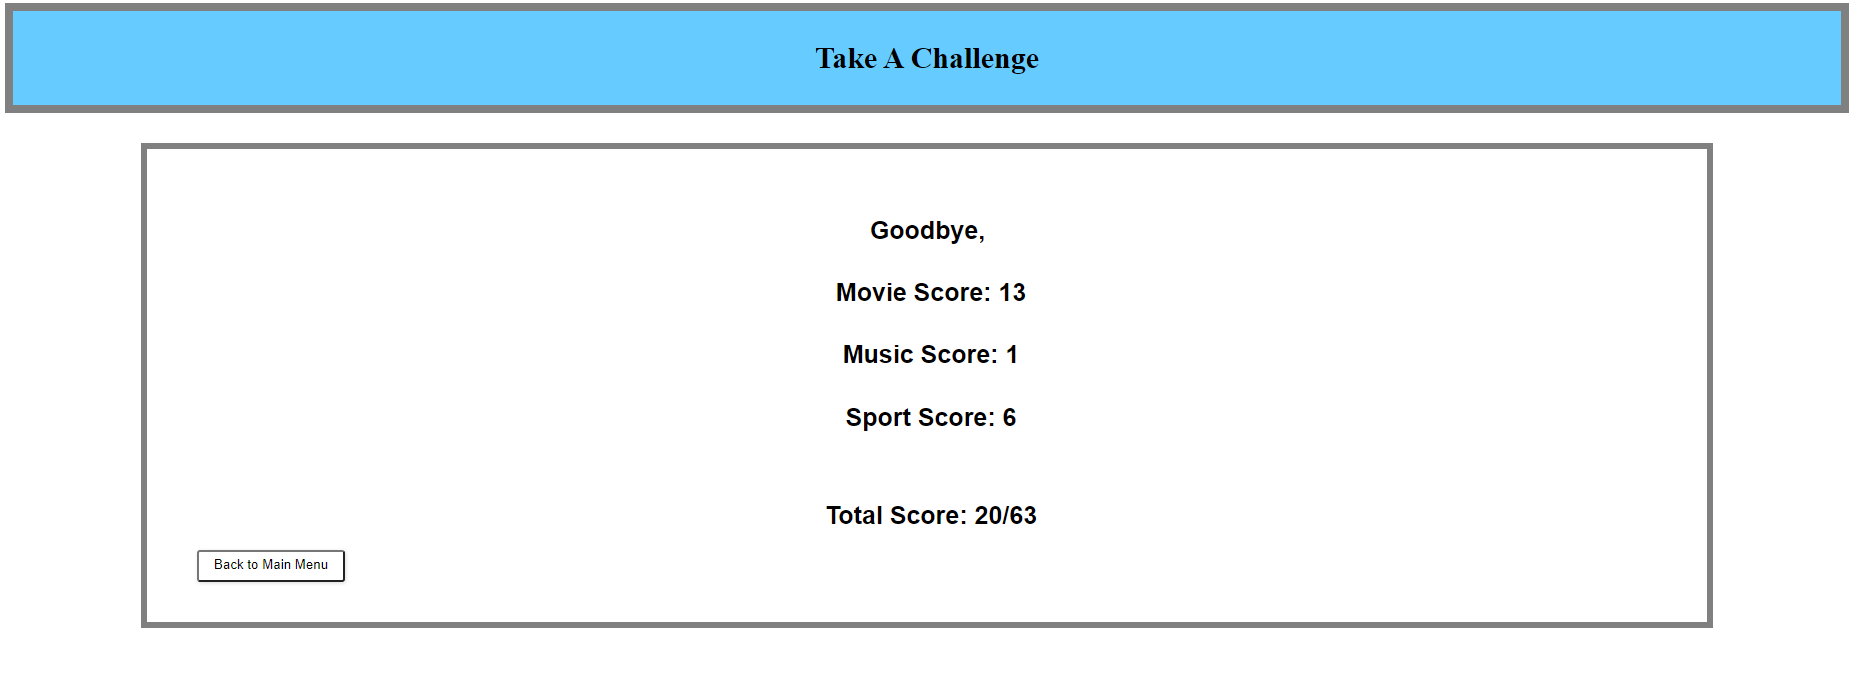 Take A Challenge
Goodbye,
Movie Score: 13
Music Score: 1
Sport Score: 6
Total Score: 20/63
Back to Main Menu